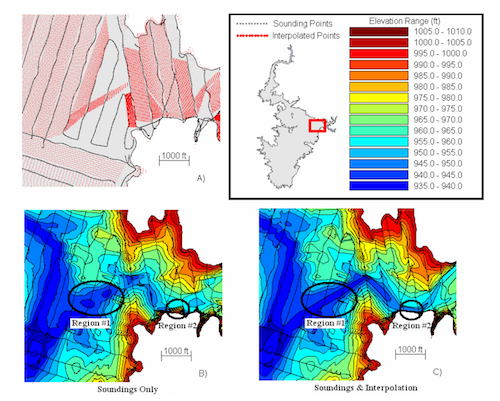 1000 ft
A)
Sounding Points
Interpolated Points
Elevation Range (ft)
1005.0 - 1010.0
1000.0 - 1005.0
995.0 - 1000.0
990.0 - 995.0
985.0 - 990.0
980.0 - 985.0
975.0 - 980.0
970.0 - 975.0
965.0 - 970.0
960.0 - 965.0
955.0 - 960.0
950.0 - 955.0
945.0 - 950.0
940.0 - 945.0
935.0 - 940.0
Region #1
Region #2
1000 ft
B)
Soundings Only
Region #1
Region #2
1000 ft
C)
Soundings & Interpolation